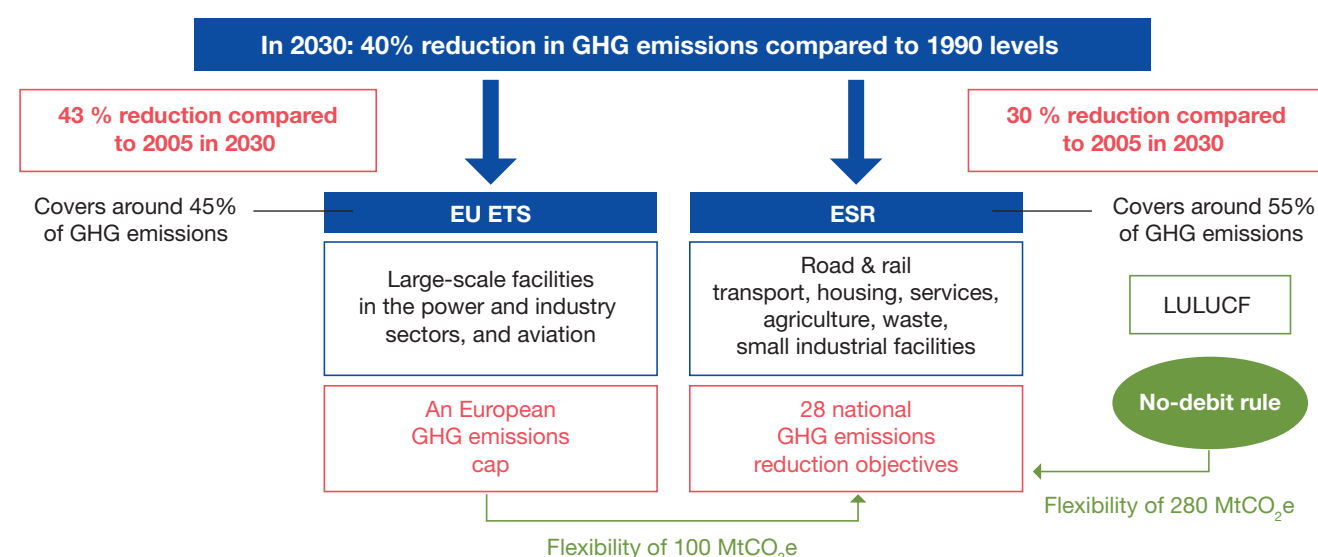 In 2030: 40% reduction in GHG emissions compared to 1990 levels
43 % reduction compared
to 2005 in 2030
30 % reduction compared
to 2005 in 2030
Covers around 45%
of GHG emissions
EU ETS
ESR
Covers around 55%
of GHG emissions
Large-scale facilities
in the power and industry
sectors, and aviation
Road & rail
transport, housing, services,
agriculture, waste,
small industrial facilities
LULUCF
An European
GHG emissions
cap
28 national
GHG emissions
reduction objectives
No-debit rule
Flexibility of 280 MtCO₂e
Flexibility of 100 MtCO₂e